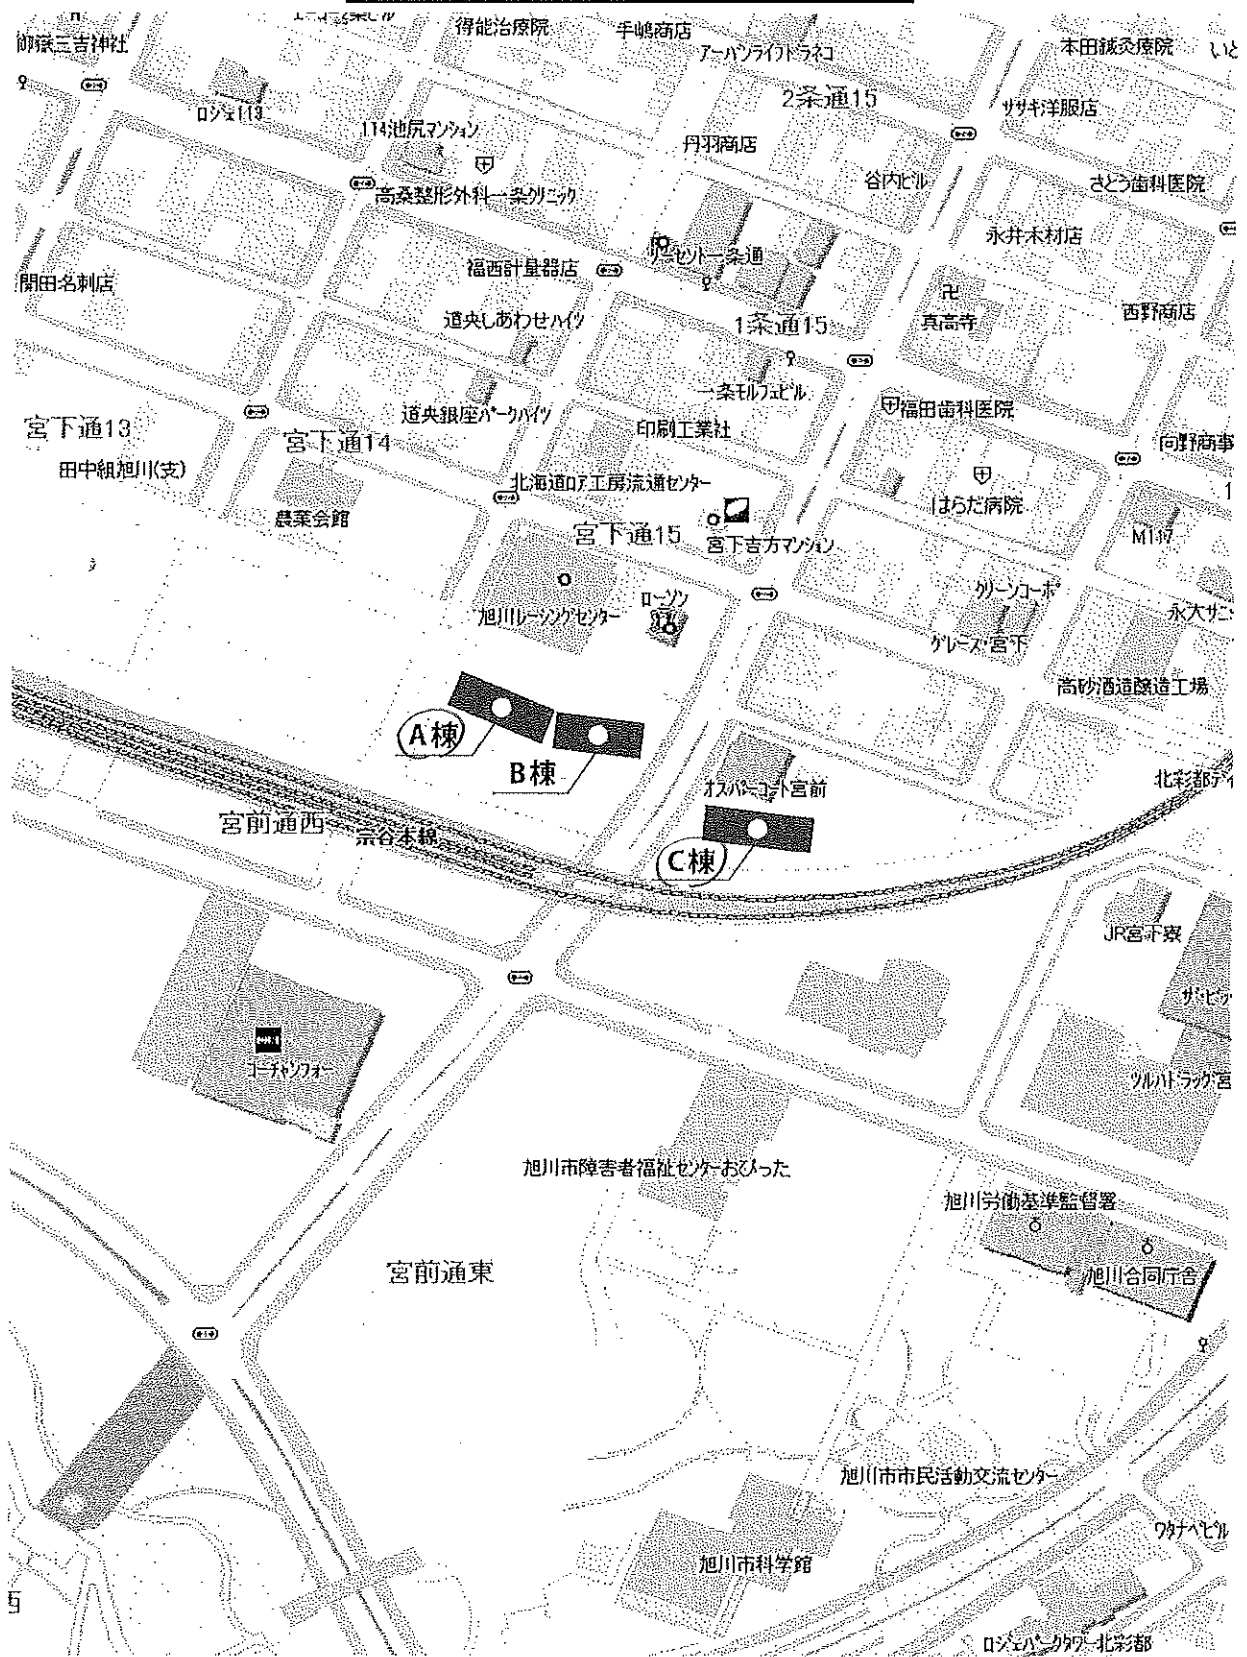 得能治療院
手嶋商店
本田鍼灸療院
御嶽三吉神社
アーバンライフトラネコ
2条通15
ササキ洋服店
ロジェ113
114池尻マンション
丹羽商店
高桑整形外科一条クリニック
谷内ビル
さとう歯科医院
永井木材店
リーセント一条通
福西計量器店
開田名刺店
西野商店
道央しあわせハイツ
1条通15
真高寺
一条モルフェビル
道央銀座パークハイツ
福田歯科医院
宮下通13
宮下通14
印刷工業社
向野商事
田中組旭川(支)
北海道ロア工房流通センター
はらだ病院
農業会館
宮下通15
宮下吉方マンション
M117
グリーンコーポ
旭川レーシングセンター
ローソン
グレース・宮下
高砂酒造醸造工場
A棟
B棟
オスパーコート宮前
宮前通西
宗谷本線
C棟
JR宮下寮
コーチャンフォー
ツルハドラッグ宮
旭川市障害者福祉センターおぴった
旭川労働基準監督署
宮前通東
旭川合同庁舎
旭川市市民活動交流センター
ワタナベビル
旭川市科学館
ロジェパークタワー北彩都